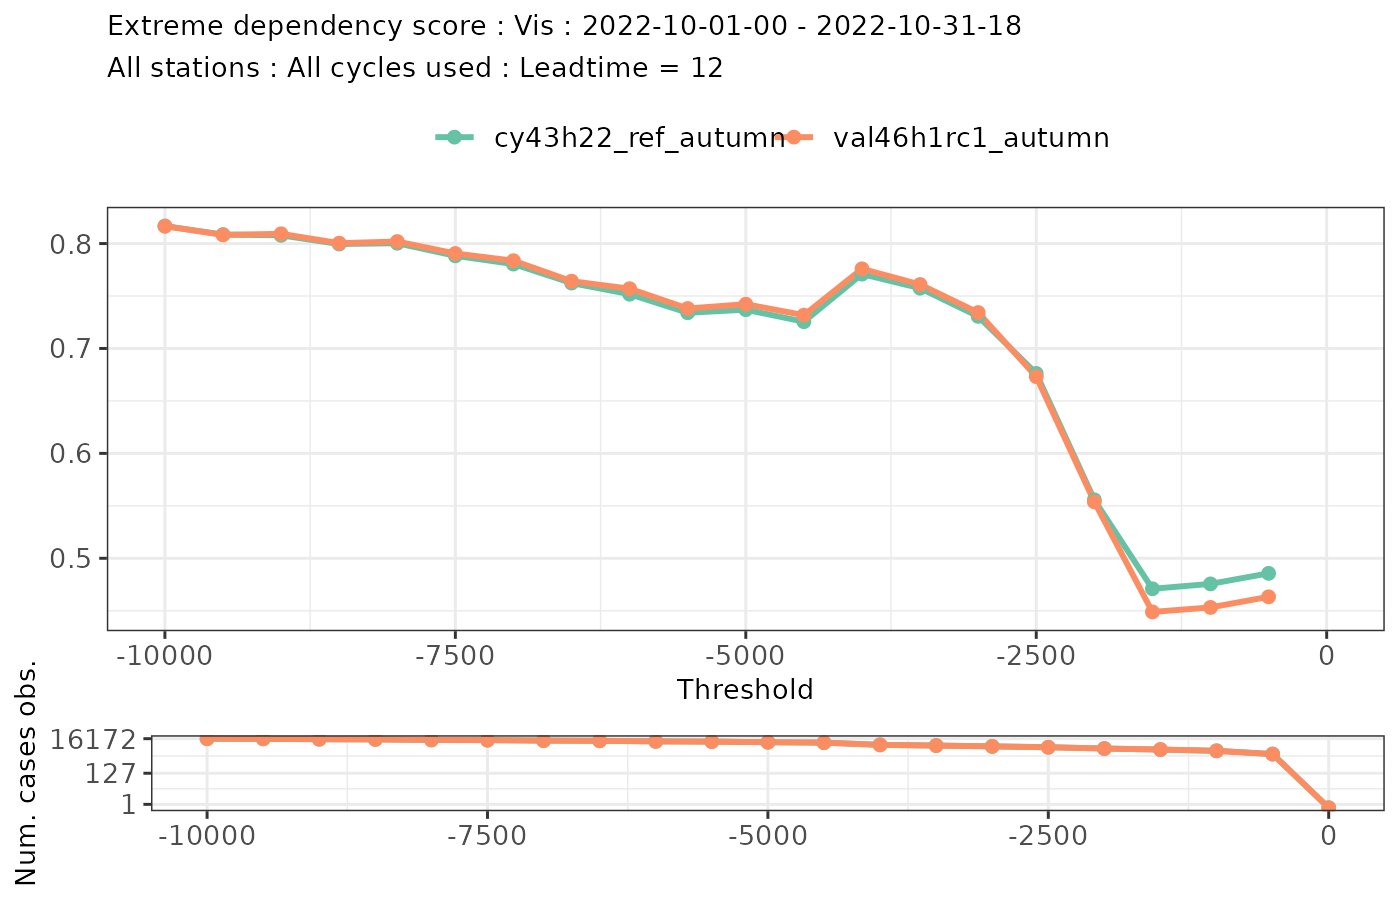 Extreme dependency score : Vis : 2022-10-01-00 - 2022-10-31-18
All stations : All cycles used : Leadtime = 12
cy43h22_ref_autumn val46h1rc1_autumn
0.8
0.7
0.6
0.5
-10000 -7500 -5000 -2500 0
Threshold
Num. cases obs.
16172
127
1
-10000 -7500 -5000 -2500 0